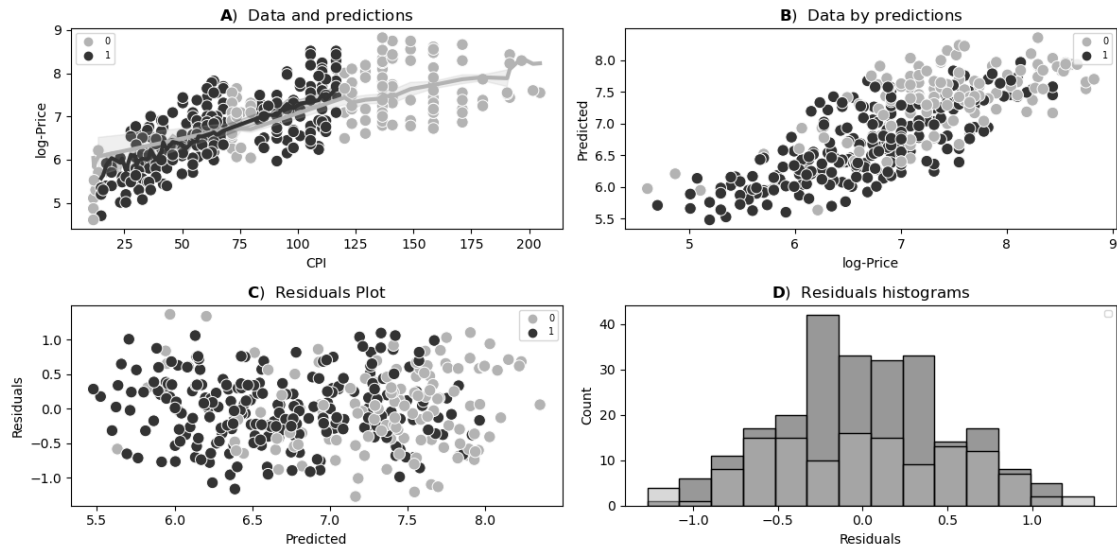 A) Data and predictions
9
8
7
6
5
log-Price
0
1
25 50 75 100 125 150 175 200
CPI
B) Data by predictions
8.0
7.5
7.0
6.5
6.0
5.5
Predicted
0
1
5 6 7 8 9
log-Price
C) Residuals Plot
1.0
0.5
0.0
−0.5
−1.0
Residuals
0
1
5.5 6.0 6.5 7.0 7.5 8.0
Predicted
D) Residuals histograms
40
30
20
10
0
Count
−1.0 −0.5 0.0 0.5 1.0
Residuals